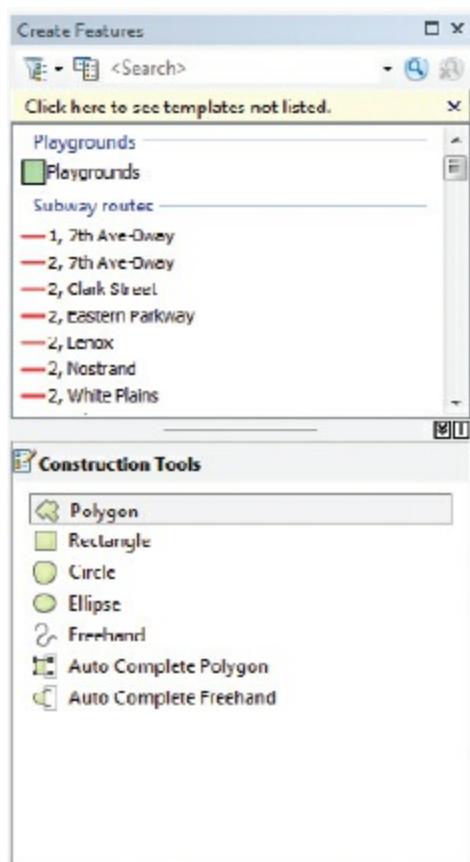 Create Features
<Search>
Click here to see templates not listed.
Playgrounds
Playgrounds
Subway routes
1, 7th Ave-Bway
2, 7th Ave-Bway
2, Clark Street
2, Eastern Parkway
2, Lenox
2, Nostrand
2, White Plains
Construction Tools
Polygon
Rectangle
Circle
Ellipse
Freehand
Auto Complete Polygon
Auto Complete Freehand